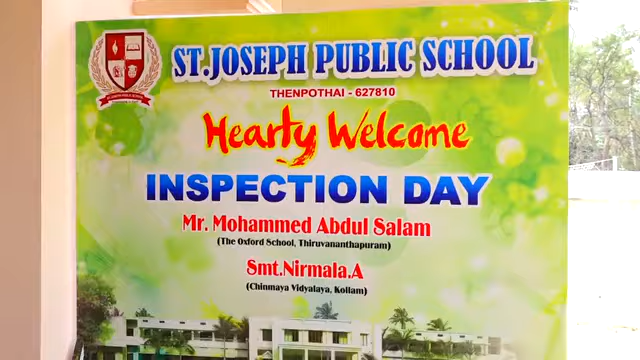 ST.JOSEPH PUBLIC SCHOOL
THENPOTHAI - 627810
Hearty Welcome
INSPECTION DAY
Mr. Mohammed Abdul Salam
(The Oxford School, Thiruvananthapuram)
Smt.Nirmala.A
(Chinmaya Vidyalaya, Kollam)